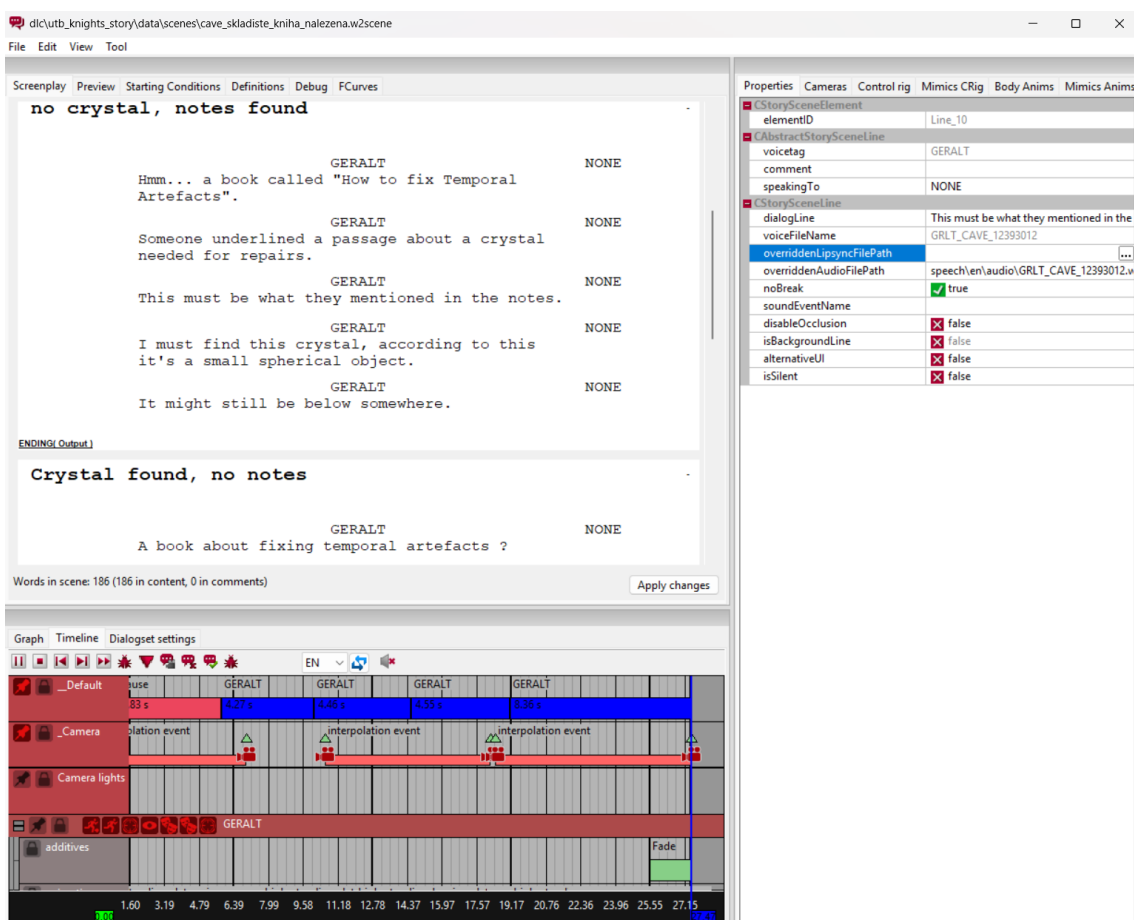 dlc\utb_knights_story\data\scenes\cave_skladiste_kniha_nalezena.w2scene
File Edit View Tool
Screenplay Preview Starting Conditions Definitions Debug FCurves
no crystal, notes found
-
GERALT NONE
Hmm... a book called "How to fix Temporal
Artefacts".
GERALT NONE
Someone underlined a passage about a crystal
needed for repairs.
GERALT NONE
This must be what they mentioned in the notes.
GERALT NONE
I must find this crystal, according to this
it's a small spherical object.
GERALT NONE
It might still be below somewhere.
ENDING( Output )
Crystal found, no notes
-
GERALT NONE
A book about fixing temporal artefacts ?
Words in scene: 186 (186 in content, 0 in comments)
Apply changes
Properties Cameras Control rig Mimics CRig Body Anims Mimics Anims
CStorySceneElement
elementID Line_10
CAbstractStorySceneLine
voicetag GERALT
comment
speakingTo NONE
CStorySceneLine
dialogLine This must be what they mentioned in the
voiceFileName GRLT_CAVE_12393012
overriddenLipsyncFilePath ...
overriddenAudioFilePath speech\en\audio\GRLT_CAVE_12393012.w
noBreak true
soundEventName
disableOcclusion false
isBackgroundLine false
alternativeUI false
isSilent false
Graph Timeline Dialogset settings
EN
__Default ause GERALT GERALT GERALT GERALT
83 s 4.27 s 4.46 s 4.55 s 8.36 s
_Camera olation event interpolation event interpolation event
Camera lights
GERALT
additives Fade
1.60 3.19 4.79 6.39 7.99 9.58 11.18 12.78 14.37 15.97 17.57 19.17 20.76 22.36 23.96 25.55 27.15
0.00